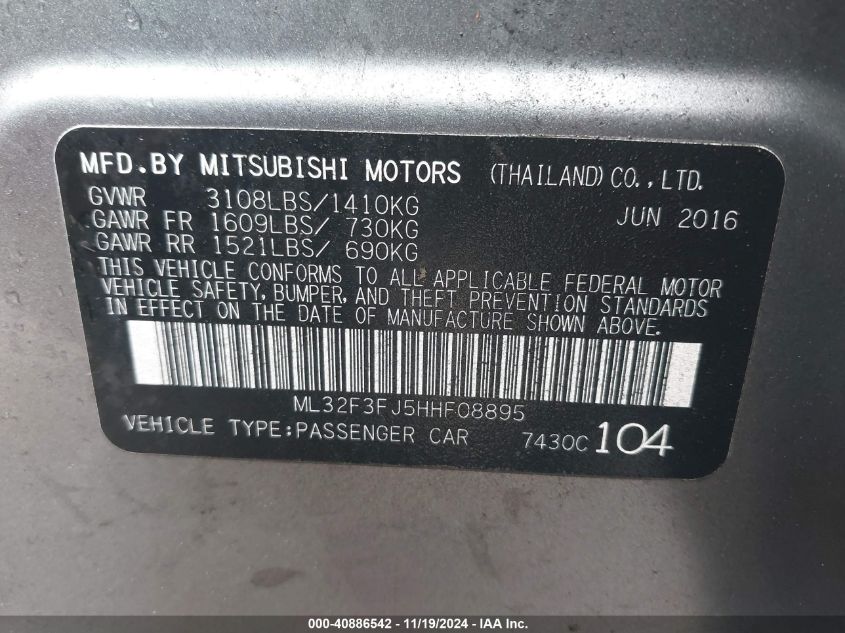 MFD.BY MITSUBISHI MOTORS (THAILAND) CO.,LTD.
GVWR 3108LBS/1410KG JUN 2016
GAWR FR 1609LBS/ 730KG
GAWR RR 1521LBS/ 690KG
THIS VEHICLE CONFORMS TO ALL APPLICABLE FEDERAL MOTOR
VEHICLE SAFETY, BUMPER, AND THEFT PREVENTION STANDARDS
IN EFFECT ON THE DATE OF MANUFACTURE SHOWN ABOVE.
ML32F3FJ5HHF08895
VEHICLE TYPE:PASSENGER CAR 7430C 104
000-40886542 - 11/19/2024 - IAA Inc.